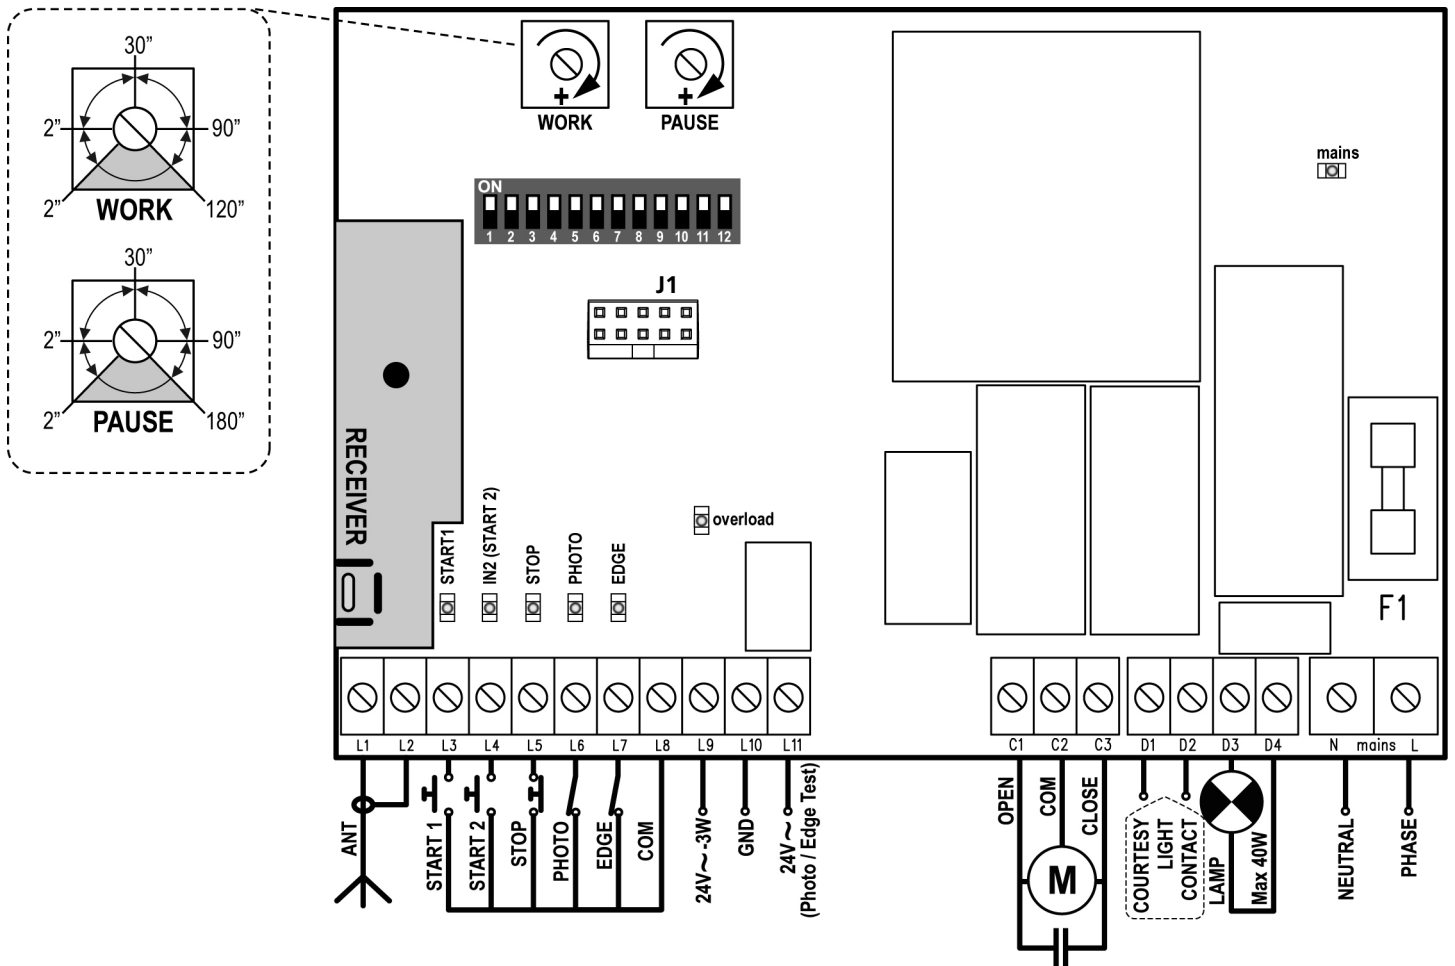 30”
2”
90”
2”
120”
WORK
30”
2”
90”
2”
180”
PAUSE
+
WORK
+
PAUSE
mains
ON
1 2 3 4 5 6 7 8 9 10 11 12
J1
RECEIVER
START1
IN2 (START 2)
STOP
PHOTO
EDGE
overload
F1
L1 L2 L3 L4 L5 L6 L7 L8 L9 L10 L11
C1 C2 C3
D1 D2 D3 D4
N mains L
ANT
START 1
START 2
STOP
PHOTO
EDGE
COM
24V~ -3W
GND
24V~
(Photo / Edge Test)
OPEN
COM
CLOSE
M
COURTESY
LIGHT
CONTACT
LAMP
Max 40W
NEUTRAL
PHASE